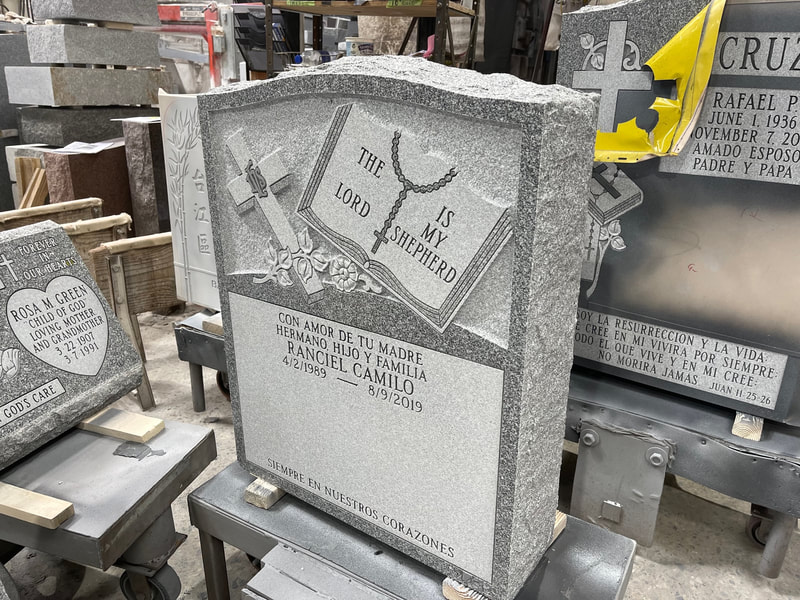 FOREVER
IN
OUR HEARTS
ROSA M. GREEN
CHILD OF GOD
LOVING MOTHER
AND GRANDMOTHER
3.12.1907
3.7.1991
GOD'S CARE
THE
LORD
IS
MY
SHEPHERD
CON AMOR DE TU MADRE
HERMANO HIJO Y FAMILIA
RANCIEL CAMILO
4/2/1989 — 8/9/2019
SIEMPRE EN NUESTROS CORAZONES
CRUZ
RAFAEL P.
JUNE 1, 1936
NOVEMBER 7, 20
AMADO ESPOSO
PADRE Y PAPA
SOY LA RESURRECCION Y LA VIDA:
CREE EN MI VIVIRA POR SIEMPRE
TODO EL QUE VIVE Y EN MI CREE.
NO MORIRA JAMAS JUAN 11:25-26